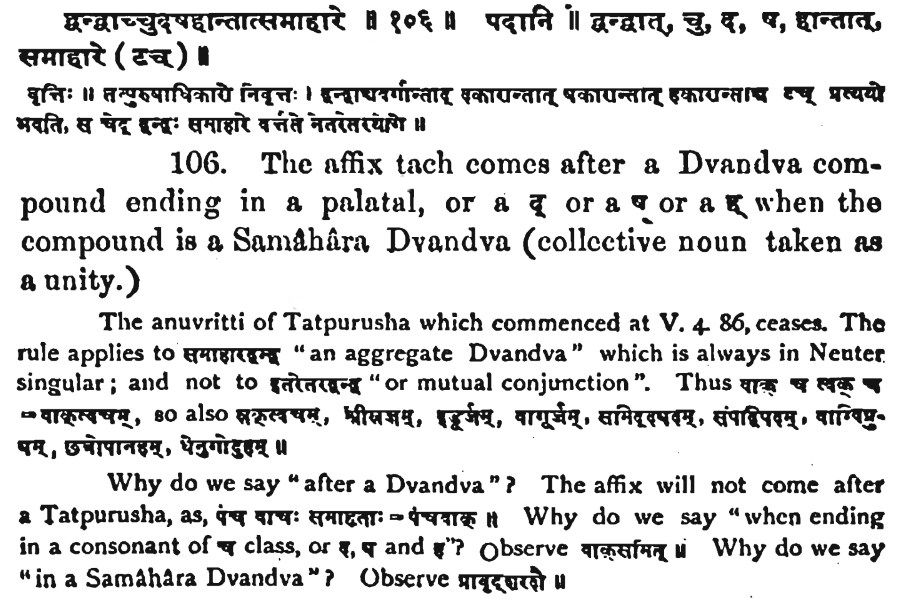 द्वन्द्वाच्चुदषहान्तात्समाहारे ॥ १०६ ॥ पदानि ॥ द्वन्द्वात्, चु, द्, ष, हान्तात्,
समाहारे ( टच् ) ॥
वृत्तिः ॥ तत्पुरुषाधिकारो निवृत्तः । द्वन्द्वाच्चवर्गान्ताद् दकारान्तात् षकारान्तात् हकारान्ताच्च टच् प्रत्ययो
भवति, स चेद् द्वन्द्वः समाहारे वर्त्तते नेतरेतरयोगे ॥
106. The affix tach comes after a Dvandva com-
pound ending in a palatal, or a द् or a ष् or a ह् when the
compound is a Samâhâra Dvandva (collective noun taken as
a unity.)
The anuvritti of Tatpurusha which commenced at V. 4. 86, ceases. The
rule applies to समाहारद्वन्द्व "an aggregate Dvandva" which is always in Neuter
singular; and not to इतरेतरद्वन्द्व "or mutual conjunction". Thus वाक् च त्वक् च
= वाक्त्वचम्, so also स्रक्त्वचम्, श्रीस्रजम्, इडूर्जम्, वागूर्जम्, समिद्दृषदम्, संपद्विपदम्, वाग्विप्रु-
षम्, छत्रोपानहम्, धेनुगोदुहम् ॥
Why do we say "after a Dvandva"? The affix will not come after
a Tatpurusha, as, पंच वाचः समाहृताः = पंचवाक् ॥ Why do we say "when ending
in a consonant of च class, or द्, ष and ह"? Observe वाक्समित् ॥ Why do we say
"in a Samâhâra Dvandva"? Observe प्रावृट्शरदौ ॥